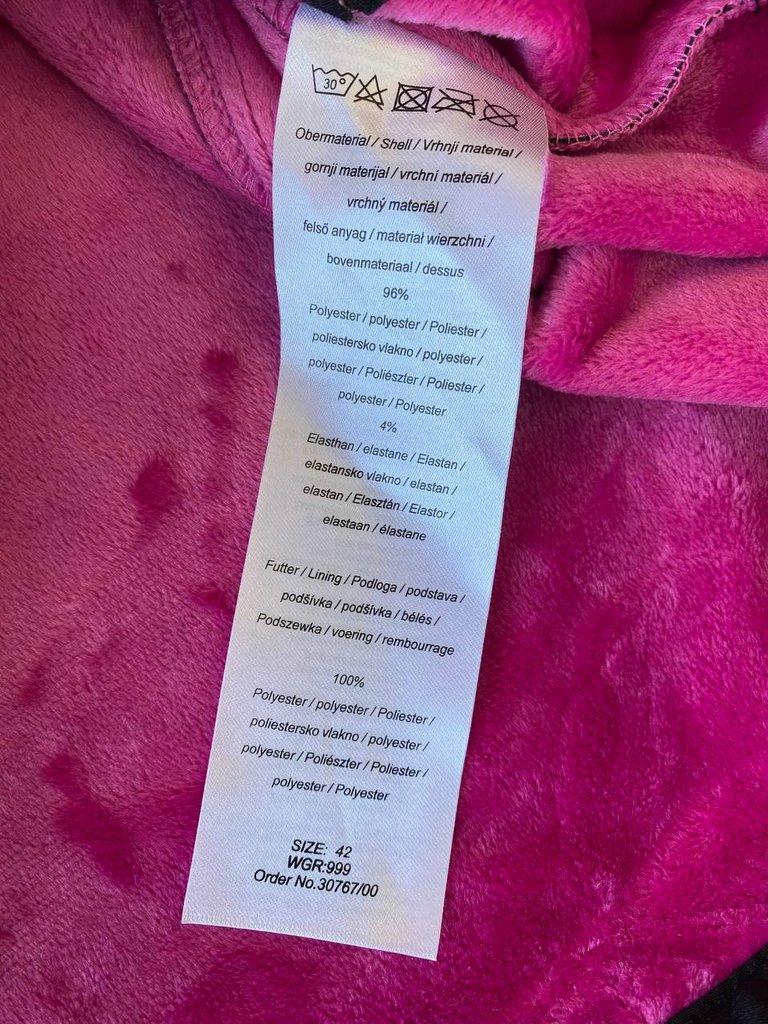 30°
Obermaterial / Shell / Vrhnji material /
gornji materijal / vrchní materiál /
vrchný materiál /
felső anyag / materiał wierzchni /
bovenmateriaal / dessus
96%
Polyester / polyester / Poliester /
poliestersko vlakno / polyester /
polyester / Poliészter / Poliester /
polyester / Polyester
4%
Elasthan / elastane / Elastan /
elastansko vlakno / elastan /
elastan / Elasztán / Elastor /
elastaan / élastane
Futter / Lining / Podloga / podstava /
podšívka / podšívka / bélés /
Podszewka / voering / rembourrage
100%
Polyester / polyester / Poliester /
poliestersko vlakno / polyester /
polyester / Poliészter / Poliester /
polyester / Polyester
SIZE: 42
WGR:999
Order No.30767/00